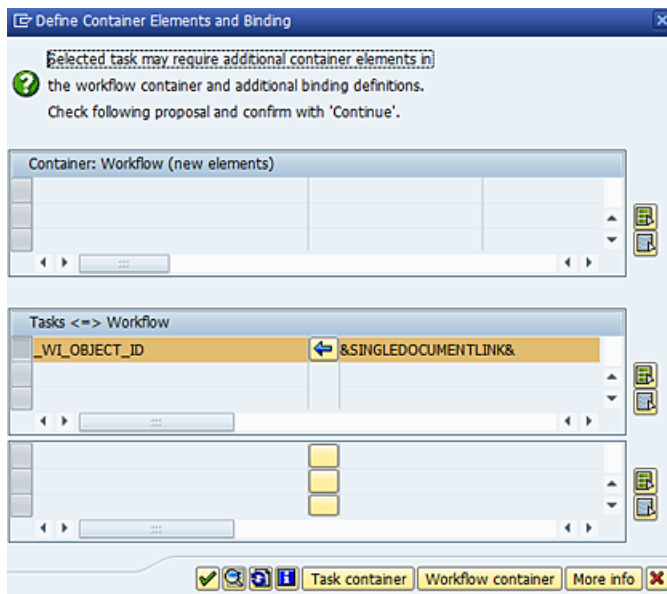 Define Container Elements and Binding
Selected task may require additional container elements in
the workflow container and additional binding definitions.
Check following proposal and confirm with 'Continue'.
Container: Workflow (new elements)
Tasks <=> Workflow
_WI_OBJECT_ID &SINGLEDOCUMENTLINK&
Task container Workflow container More info